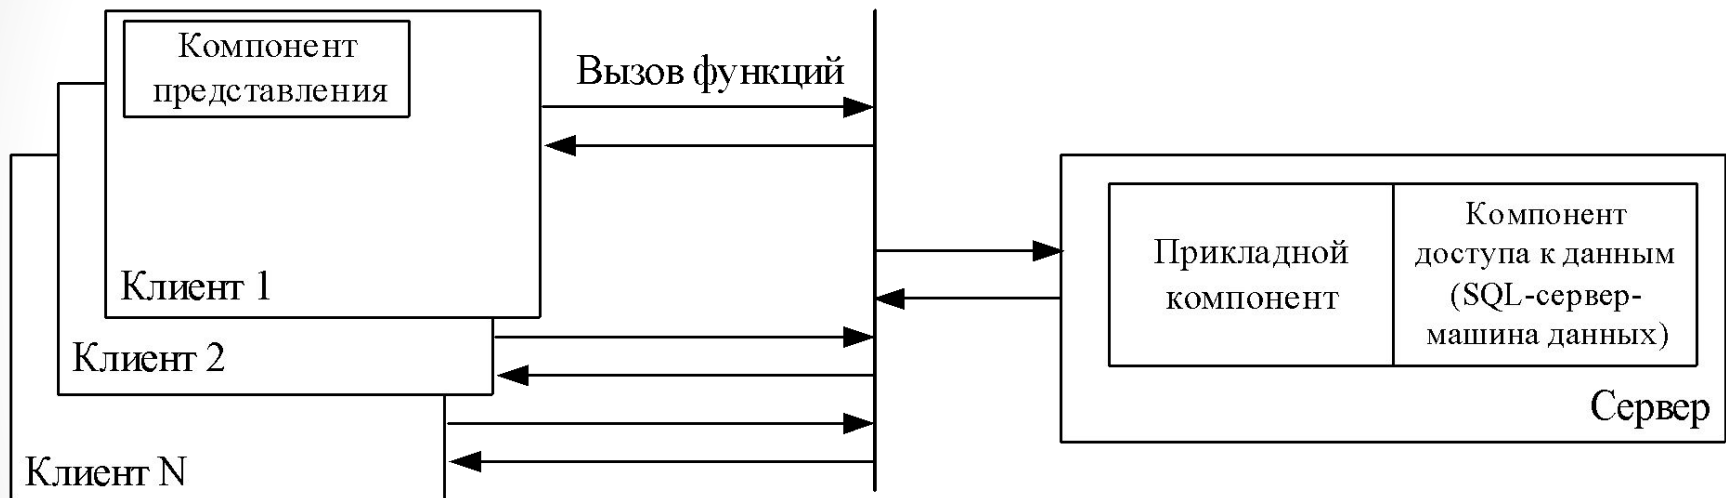 Компонент
представления
Вызов функций
Клиент 1
Клиент 2
Клиент N
Прикладной
компонент
Компонент
доступа к данным
(SQL-сервер-
машина данных)
Сервер